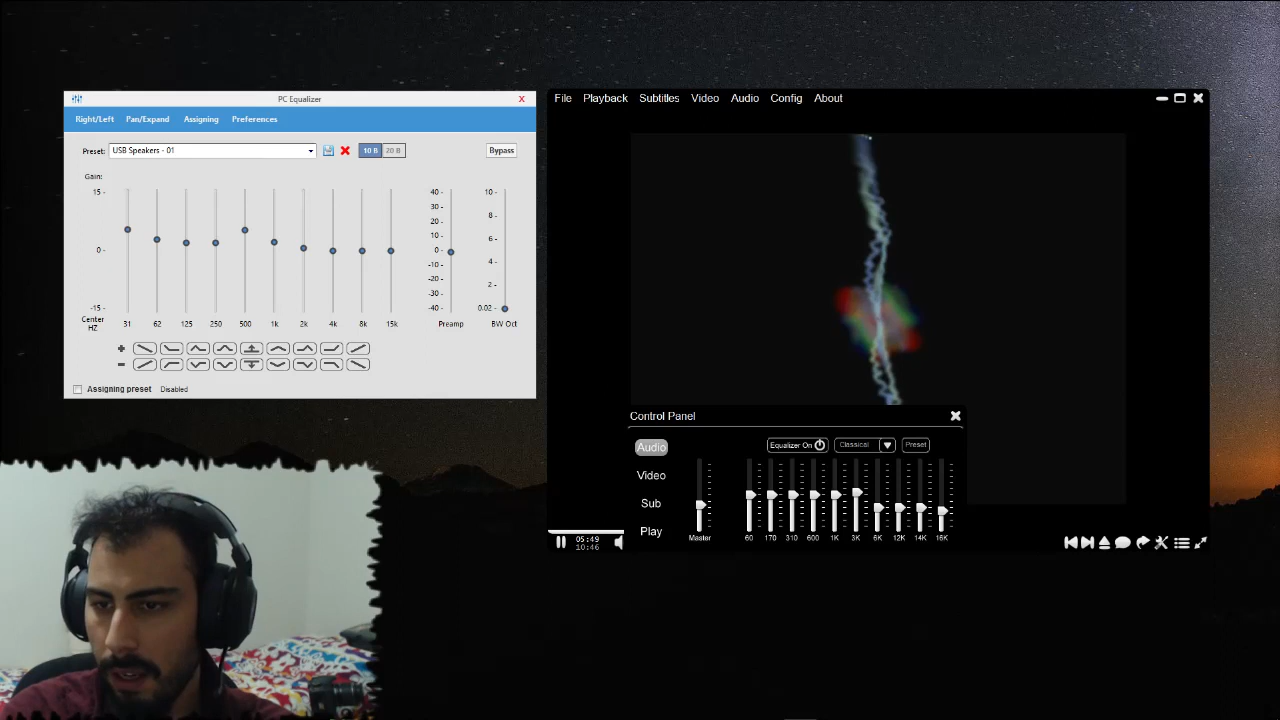 PC Equalizer
X
Right/Left Pan/Expand Assigning Preferences
Preset: USB Speakers - 01 10 B 20 B Bypass
Gain:
15 - 40 - 10 -
30 - 8 -
20 -
10 - 6 -
0 - 0 -
-10 - 4 -
-20 - 2 -
-30 -
-15 - -40 - 0.02 -
Center
HZ
31 62 125 250 500 1k 2k 4k 8k 15k Preamp BW Oct
Assigning preset Disabled
File Playback Subtitles Video Audio Config About
Control Panel
Audio
Video
Sub
Play
Equalizer On Classical Preset
Master 60 170 310 600 1K 3K 6K 12K 14K 16K
05:49
10:46